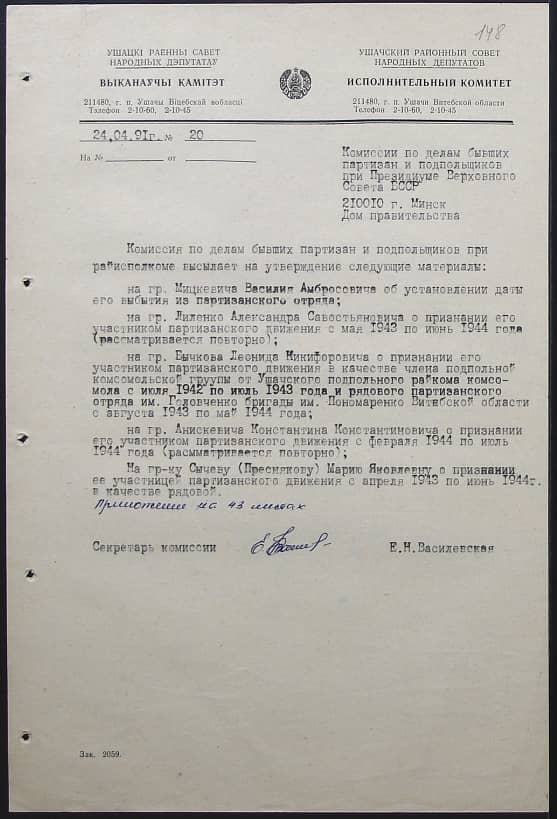 148
УШАЦКІ РАЕННЫ САВЕТ
НАРОДНЫХ ДЭПУТАТАЎ
ВЫКАНАЎЧЫ КАМІТЭТ
211480, г. п. Ушачы Віцебскай вобласці
Тэлефон 2-10-60, 2-10-45
УШАЧСКИЙ РАЙОННЫЙ СОВЕТ
НАРОДНЫХ ДЕПУТАТОВ
ИСПОЛНИТЕЛЬНЫЙ КОМИТЕТ
211480, г. п. Ушачи Витебской области
Телефон 2-10-60, 2-10-45
24.04.91г. № 20
На № от
Комиссии по делам бывших
партизан и подпольщиков
при Президиуме Верховного
Совета БССР
210010 г. Минск
Дом правительства
Комиссия по делам бывших партизан и подпольщиков при
райисполкоме высылает на утверждение следующие материалы:
на гр. Мицкевича Василия Амбросовича об установлении даты
его выбытия из партизанского отряда;
на гр. Лиленко Александра Савостьяновича о признании его
участником партизанского движения с мая 1943 по июнь 1944 года
(рассматривается повторно);
на гр. Бычкова Леонида Никифоровича о признании его
участником партизанского движения в качестве члена подпольной
комсомольской группы от Ушачского подпольного райкома комсо-
мола с июля 1942 по июль 1943 года и рядового партизанского
отряда им. Годовченко бригады им. Пономаренко Витебской области
с августа 1943 по май 1944 года;
на гр. Анискевича Константина Константиновича о признании
его участником партизанского движения с февраля 1944 по июль
1944 года (расмматривается повторно);
На гр-ку Сычеву (Преснякову) Марию Яковлевну о признании
ее участницей партизанского движения с апреля 1943 по июнь 1944г.
в качестве рядовой.
Приложение на 43 листах
Секретарь комиссии Е.Н.Василевская
Зак. 2059.